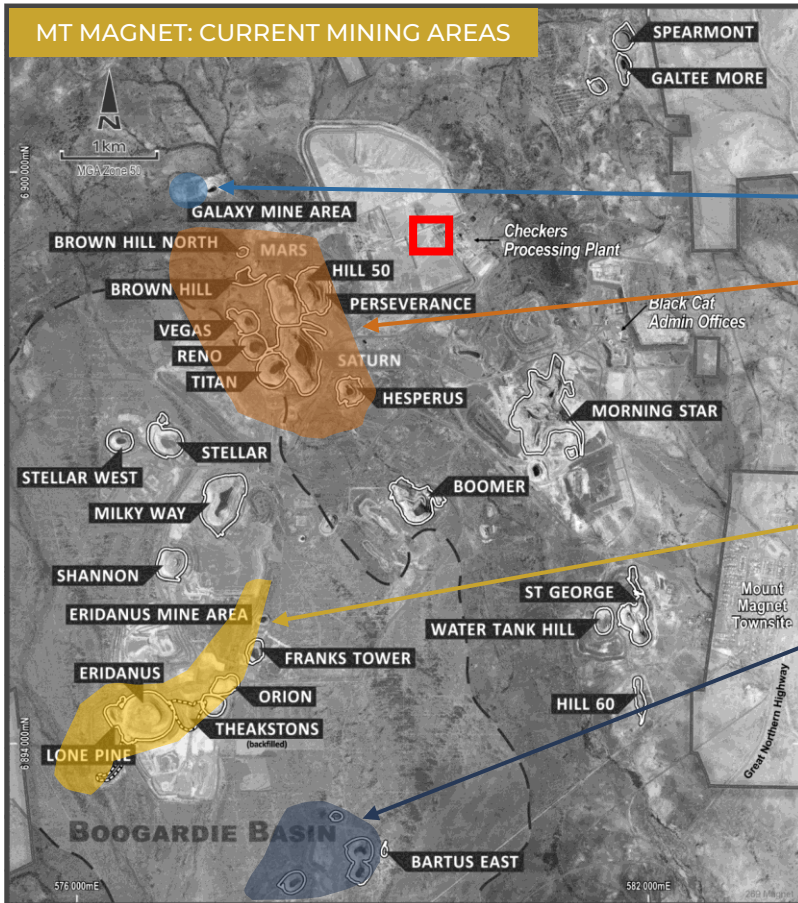 MT MAGNET: CURRENT MINING AREAS
SPEARMONT
GALTEE MORE
N
1km
MGA Zone 50
6,900 000mN
GALAXY MINE AREA
Checkers
Processing Plant
BROWN HILL NORTH
MARS
HILL 50
BROWN HILL
PERSEVERANCE
Black Cat
Admin Offices
VEGAS
RENO
SATURN
TITAN
HESPERUS
MORNING STAR
STELLAR
STELLAR WEST
BOOMER
MILKY WAY
SHANNON
ST GEORGE
Mount
Magnet
Townsite
ERIDANUS MINE AREA
WATER TANK HILL
FRANKS TOWER
ERIDANUS
ORION
HILL 60
THEAKSTONS
(backfilled)
LONE PINE
6,894 000mN
Great Northern Highway
BOOGARDIE BASIN
BARTUS EAST
576 000mE
582 000mE
269 Magnet